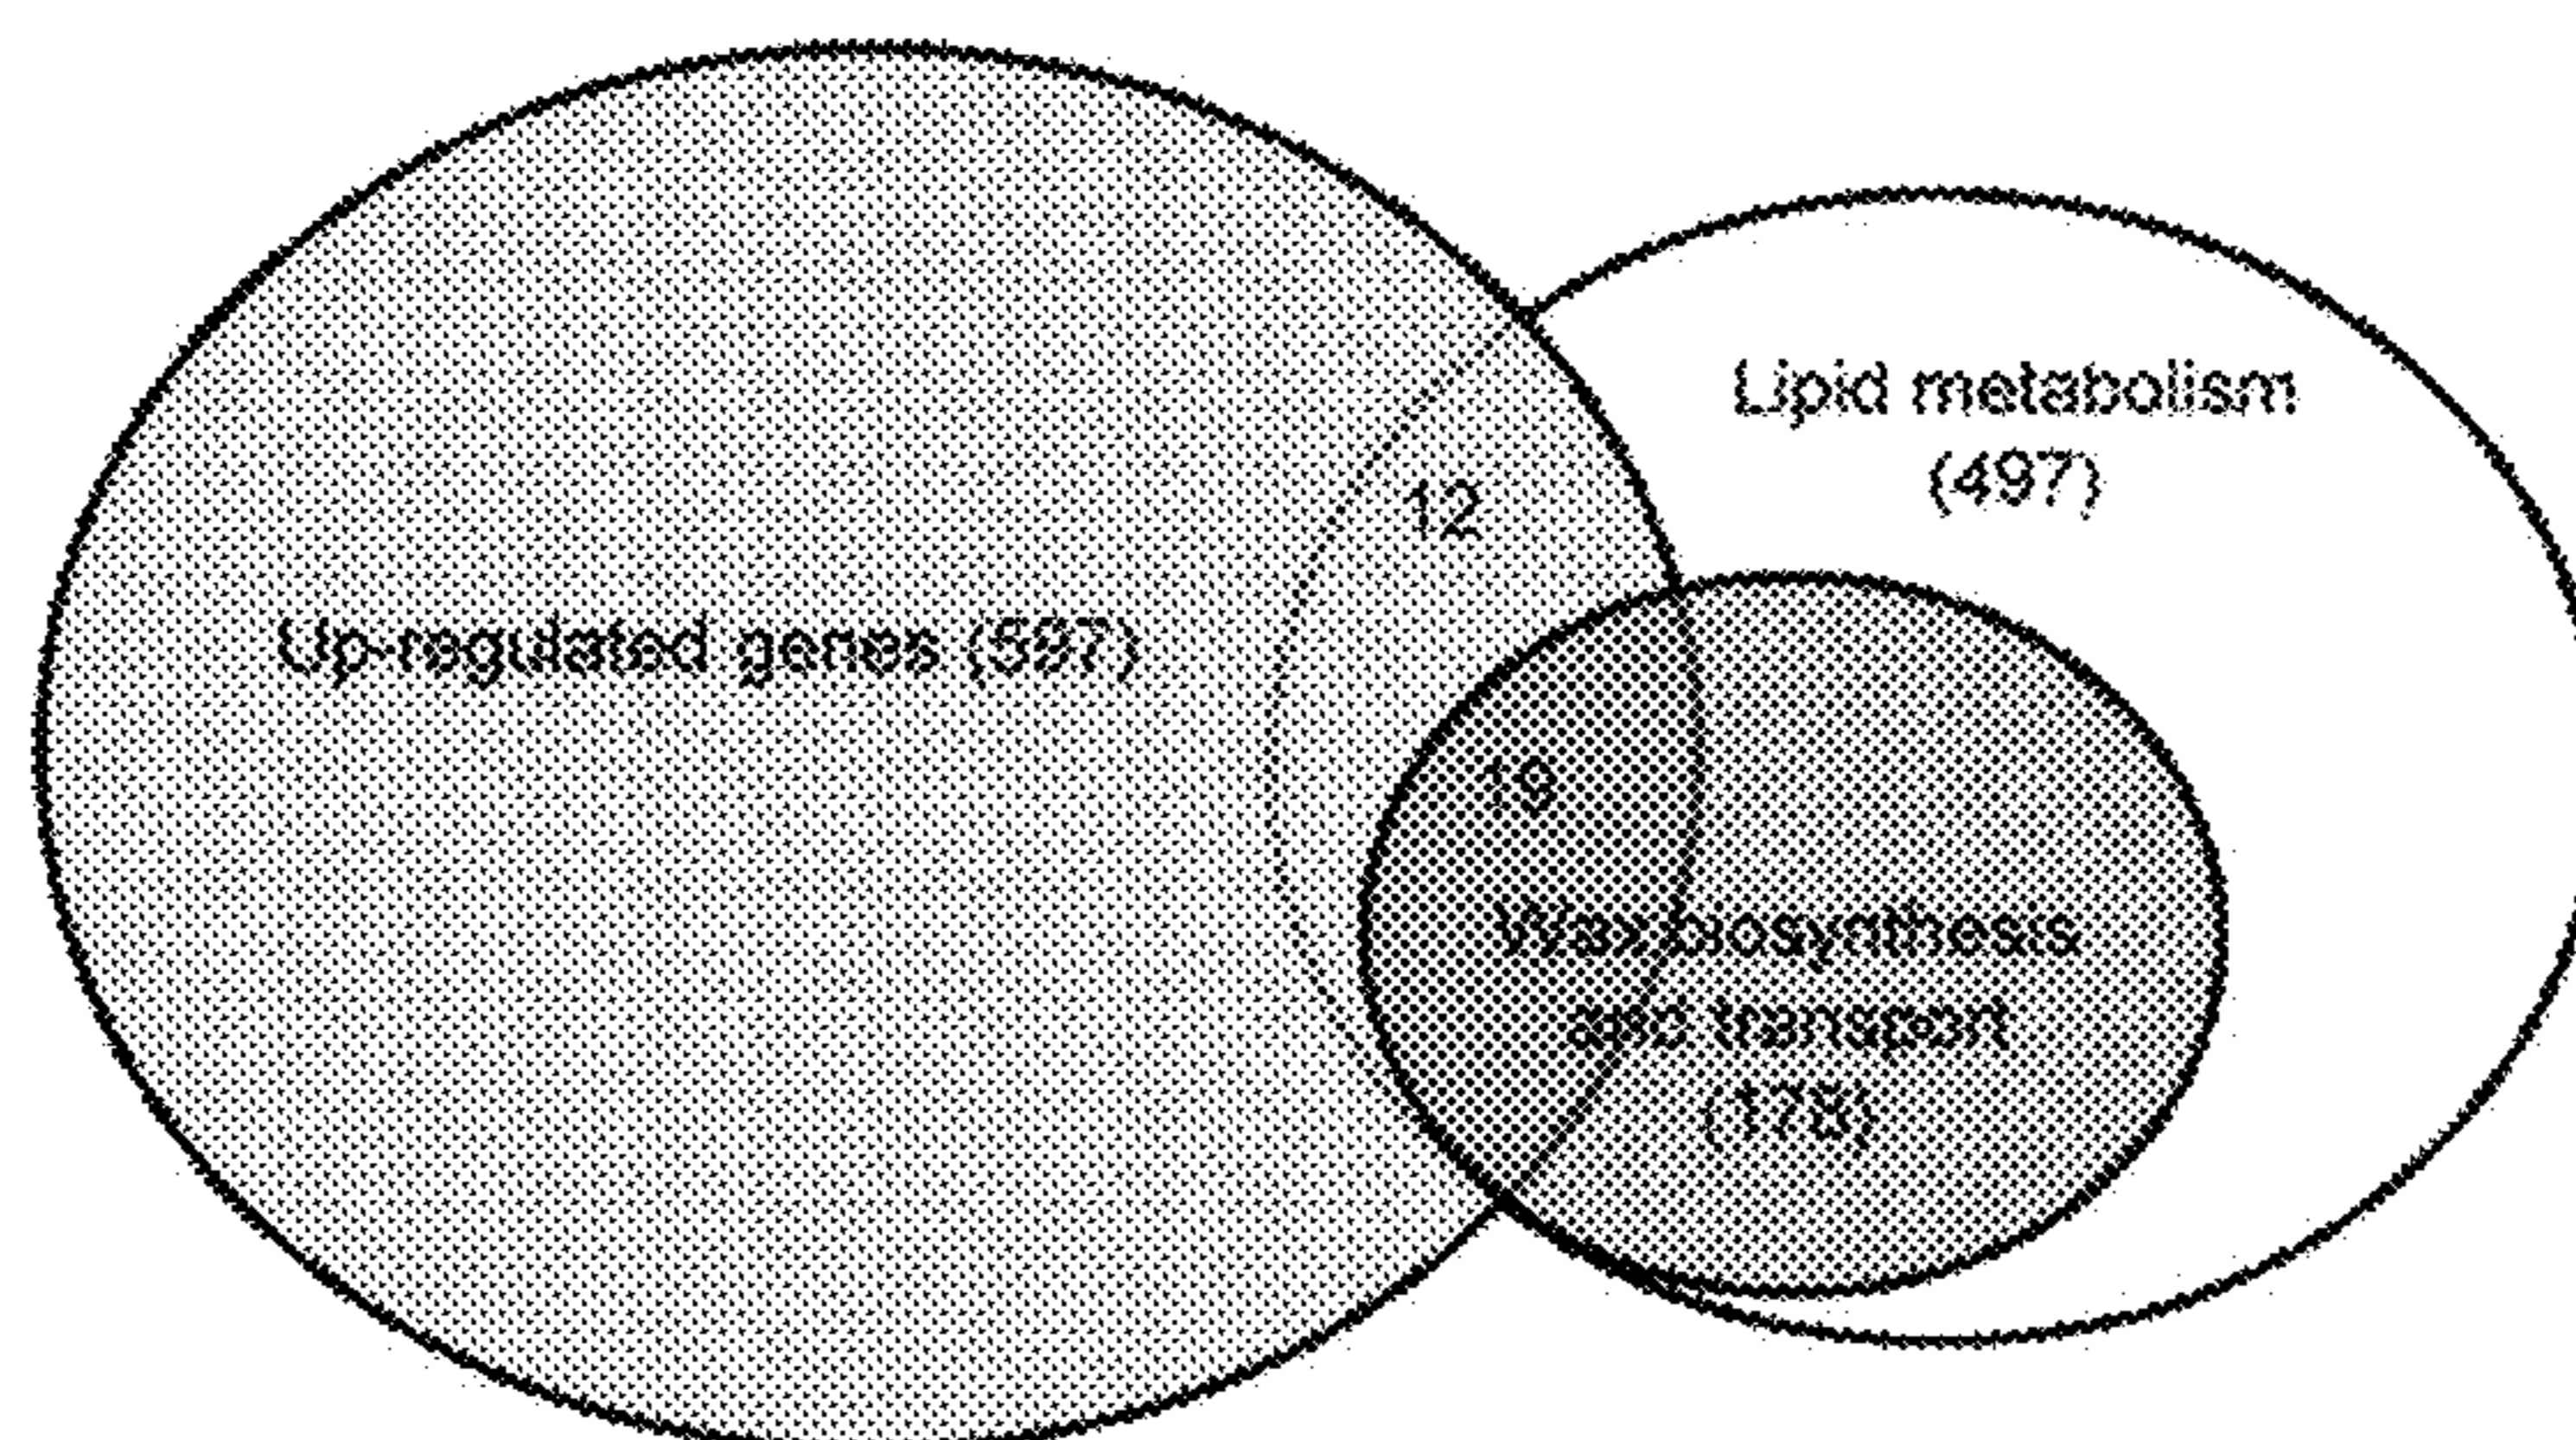 Lipid metabolism
(497)
12
Up-regulated genes (597)
19
Wax biosynthesis
and transport
(178)